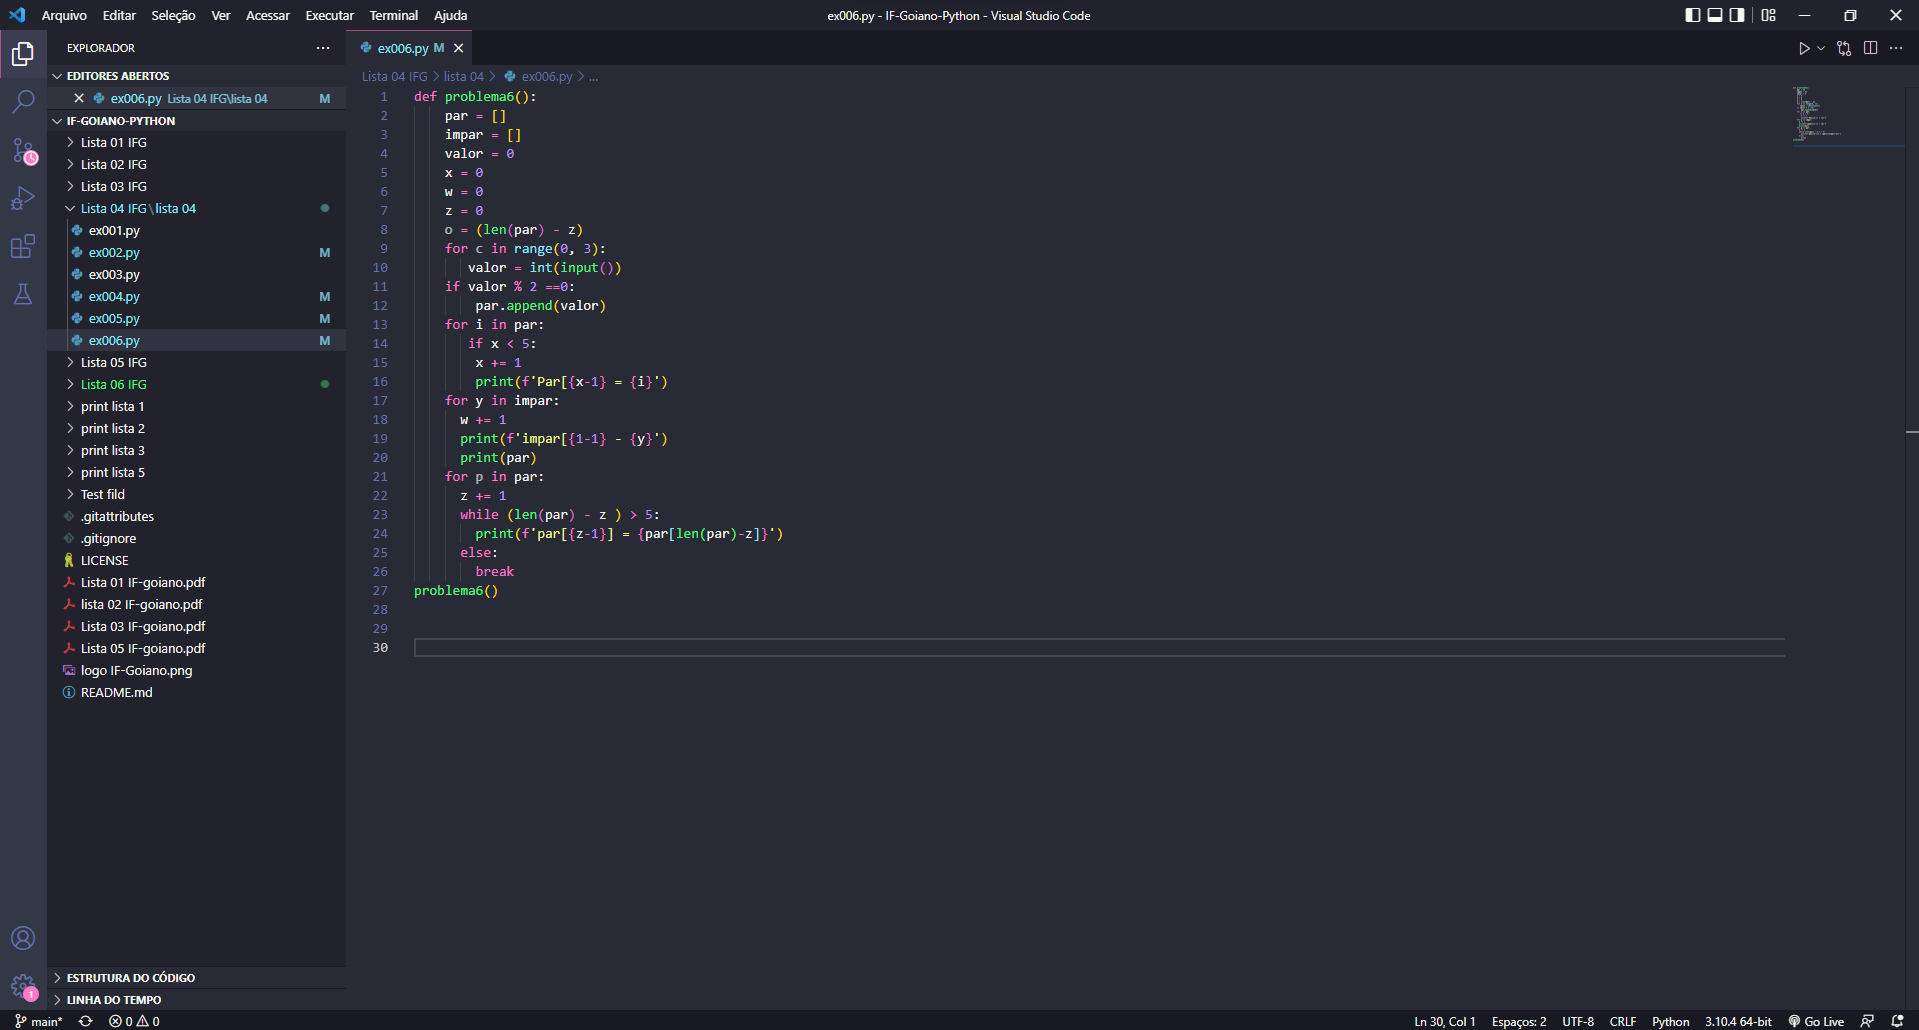 Arquivo Editar Seleção Ver Acessar Executar Terminal Ajuda
ex006.py - IF-Goiano-Python - Visual Studio Code
EXPLORADOR
EDITORES ABERTOS
ex006.py Lista 04 IFG\lista 04 M
IF-GOIANO-PYTHON
Lista 01 IFG
Lista 02 IFG
Lista 03 IFG
Lista 04 IFG\lista 04
ex001.py
ex002.py M
ex003.py
ex004.py M
ex005.py M
ex006.py M
Lista 05 IFG
Lista 06 IFG
print lista 1
print lista 2
print lista 3
print lista 5
Test fild
.gitattributes
.gitignore
LICENSE
Lista 01 IF-goiano.pdf
lista 02 IF-goiano.pdf
Lista 03 IF-goiano.pdf
Lista 05 IF-goiano.pdf
logo IF-Goiano.png
README.md
ESTRUTURA DO CÓDIGO
LINHA DO TEMPO
ex006.py M
Lista 04 IFG > lista 04 > ex006.py > ...
1 def problema6():
2 par = []
3 impar = []
4 valor = 0
5 x = 0
6 w = 0
7 z = 0
8 o = (len(par) - z)
9 for c in range(0, 3):
10 valor = int(input())
11 if valor % 2 ==0:
12 par.append(valor)
13 for i in par:
14 if x < 5:
15 x += 1
16 print(f'Par[{x-1} = {i}')
17 for y in impar:
18 w += 1
19 print(f'impar[{1-1} - {y}')
20 print(par)
21 for p in par:
22 z += 1
23 while (len(par) - z ) > 5:
24 print(f'par[{z-1}] = {par[len(par)-z]}')
25 else:
26 break
27 problema6()
28
29
30
1
main* 0 0
Ln 30, Col 1 Espaços: 2 UTF-8 CRLF Python 3.10.4 64-bit Go Live